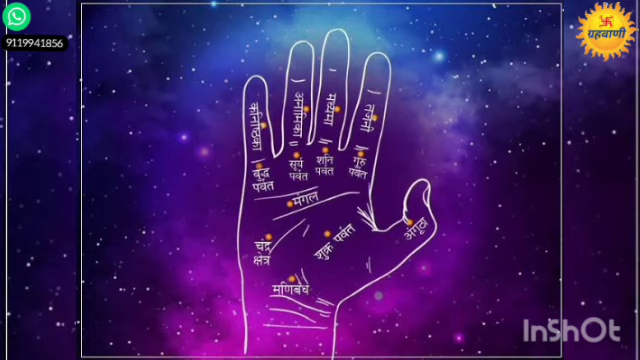 9119941856
ग्रहवाणी
कनिष्ठिका
अनामिका
मध्यमा
तर्जनी
बुद्ध
पर्वत
सूर्य
पर्वत
शनि
पर्वत
गुरु
पर्वत
मंगल
चंद्र
क्षेत्र
शुक्र पर्वत
अंगूठा
मणिबंध
InShOt